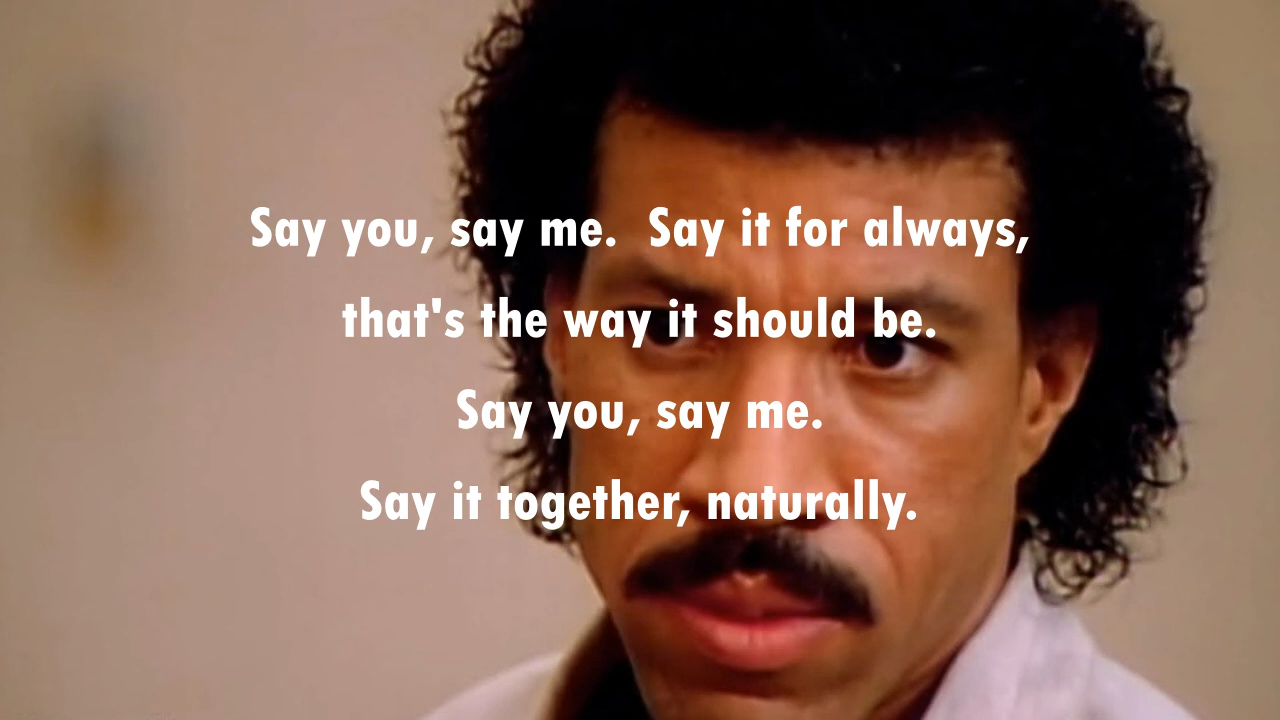 Say you, say me.  Say it for always,
that's the way it should be.
Say you, say me.
Say it together, naturally.